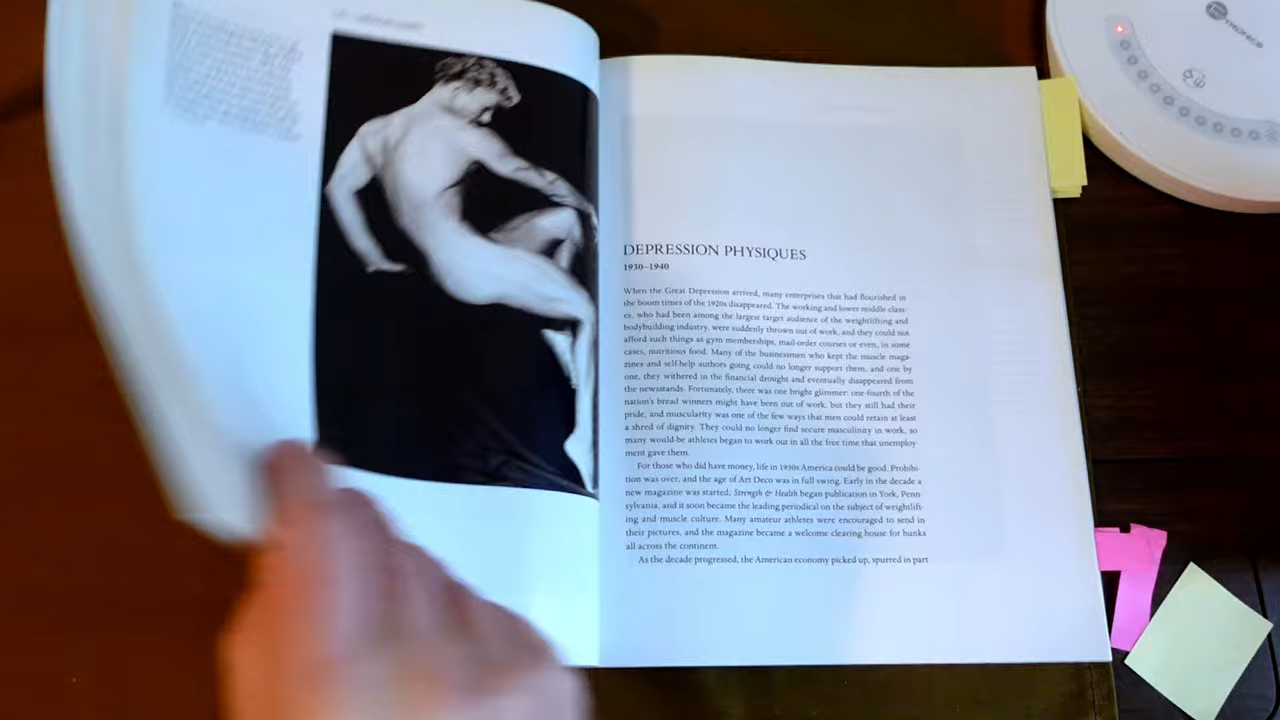 DEPRESSION PHYSIQUES
1930–1940
When the Great Depression arrived, many enterprises that had flourished in
the boom times of the 1920s disappeared. The working and lower middle class-
es, who had been among the largest target audience of the weightlifting and
bodybuilding industry, were suddenly thrown out of work, and they could not
afford such things as gym memberships, mail-order courses or even, in some
cases, nutritious food. Many of the businessmen who kept the muscle maga-
zines and self-help authors going could no longer support them, and one by
one, they withered in the financial drought and eventually disappeared from
the newsstands. Fortunately, there was one bright glimmer: one-fourth of the
nation's bread winners might have been out of work, but they still had their
pride, and muscularity was one of the few ways that men could retain at least
a shred of dignity. They could no longer find secure masculinity in work, so
many would-be athletes began to work out in all the free time that unemploy-
ment gave them.
For those who did have money, life in 1930s America could be good. Prohibi-
tion was over, and the age of Art Deco was in full swing. Early in the decade a
new magazine was started; Strength & Health began publication in York, Penn-
sylvania, and it soon became the leading periodical on the subject of weightlift-
ing and muscle culture. Many amateur athletes were encouraged to send in
their pictures, and the magazine became a welcome clearing house for hunks
all across the continent.
As the decade progressed, the American economy picked up, spurred in part